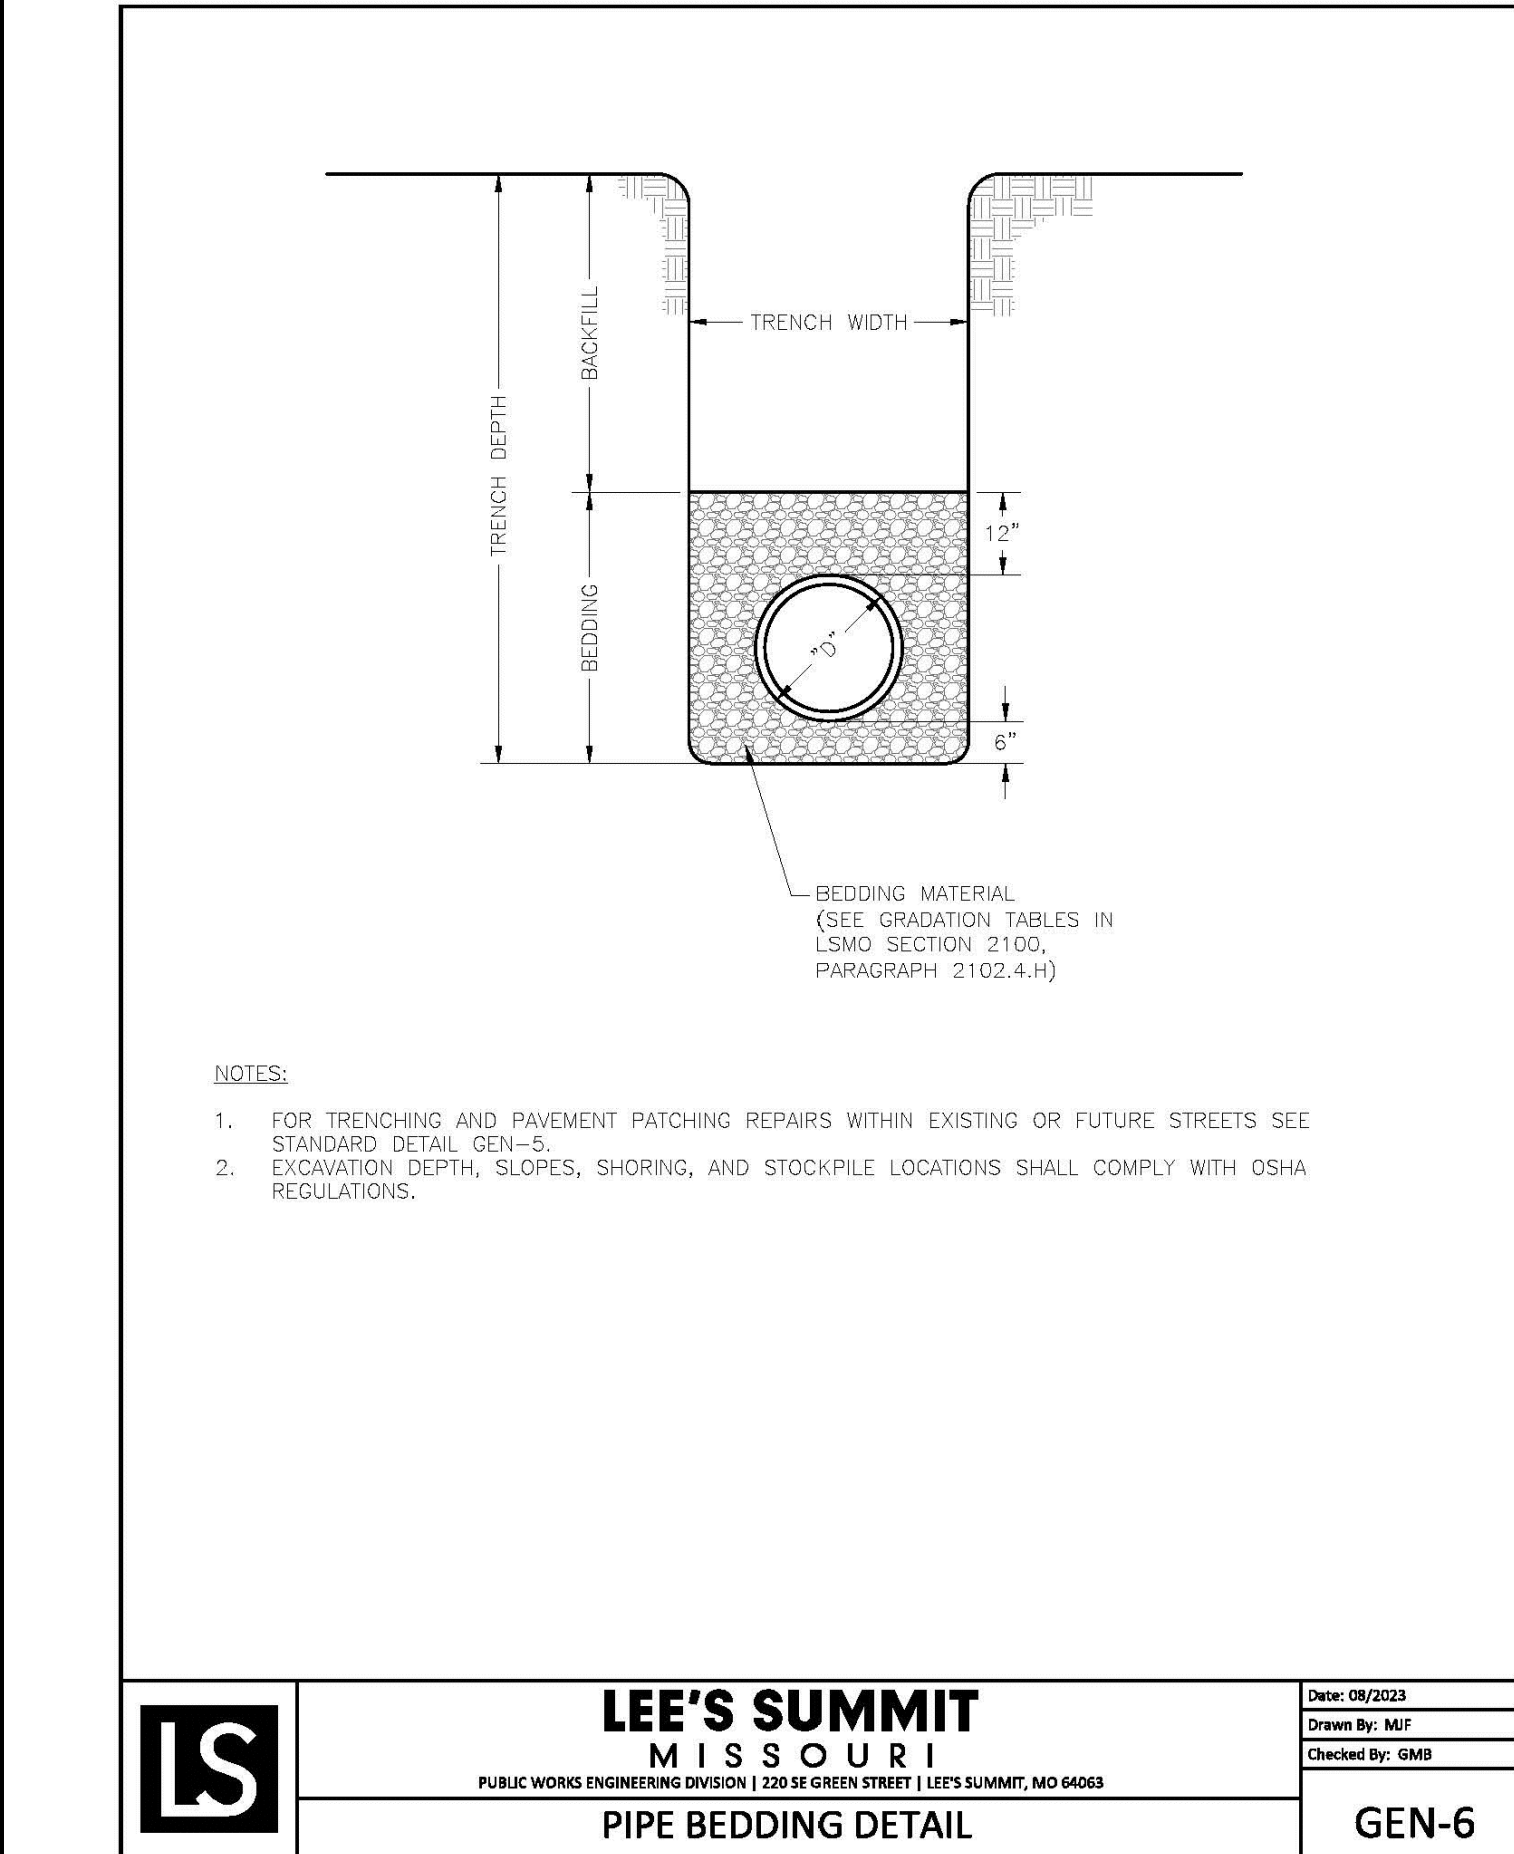 TRENCH DEPTH
BACKFILL
BEDDING
TRENCH WIDTH
12"
"D"
6"
BEDDING MATERIAL
(SEE GRADATION TABLES IN
LSMO SECTION 2100,
PARAGRAPH 2102.4.H)
NOTES:
1. FOR TRENCHING AND PAVEMENT PATCHING REPAIRS WITHIN EXISTING OR FUTURE STREETS SEE
STANDARD DETAIL GEN-5.
2. EXCAVATION DEPTH, SLOPES, SHORING, AND STOCKPILE LOCATIONS SHALL COMPLY WITH OSHA
REGULATIONS.
LS
LEE'S SUMMIT
MISSOURI
PUBLIC WORKS ENGINEERING DIVISION | 220 SE GREEN STREET | LEE'S SUMMIT, MO 64063
PIPE BEDDING DETAIL
Date: 08/2023
Drawn By: MJF
Checked By: GMB
GEN-6